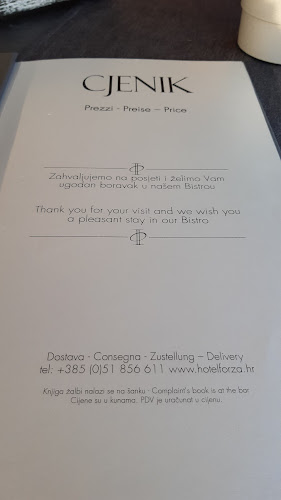 CJENIK
Prezzi - Preise – Price
Zahvaljujemo na posjeti i želimo Vam
ugodan boravak u našem Bistrou
Thank you for your visit and we wish you
a pleasant stay in our Bistro
Dostava - Consegna - Zustellung – Delivery
tel: +385 (0)51 856 611 www.hotelforza.hr
Knjiga žalbi nalazi se na šanku - Complaint's book is at the bar
Cijene su u kunama. PDV je uračunat u cijenu.